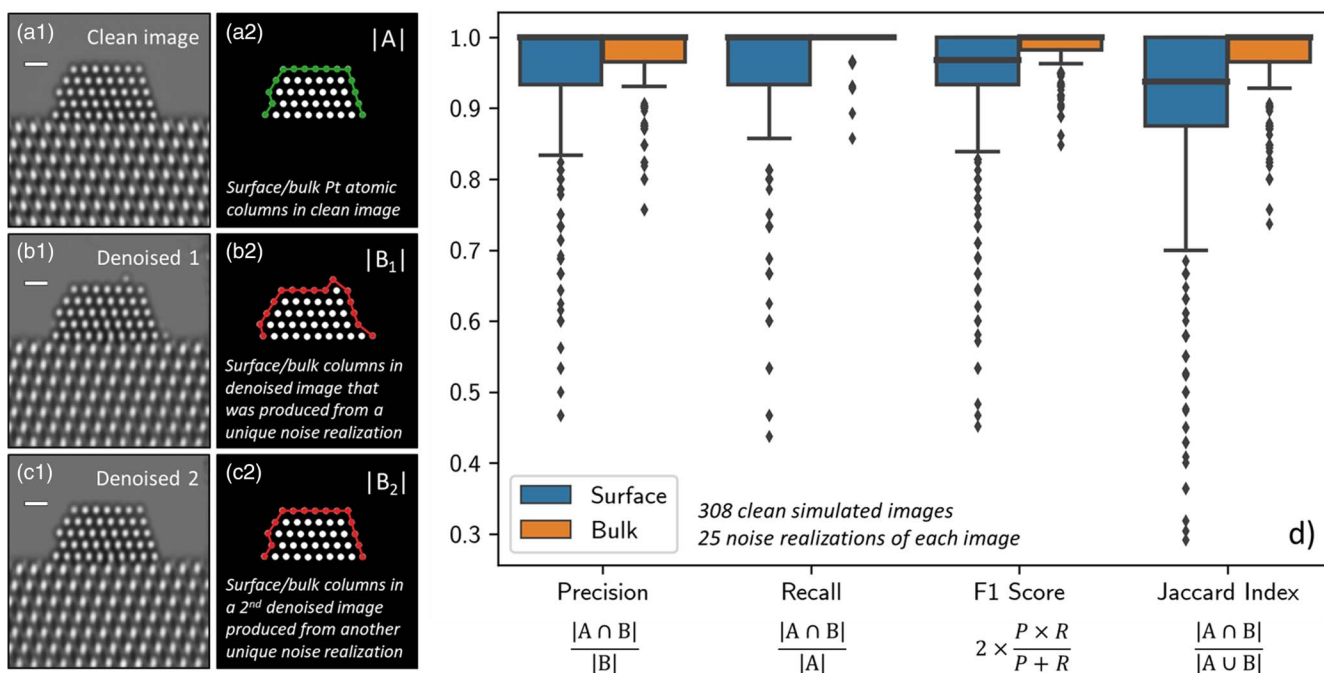 (a1)
Clean image
(a2)
|A|
Surface/bulk Pt atomic
columns in clean image
(b1)
Denoised 1
(b2)
|B₁|
Surface/bulk columns in
denoised image that
was produced from a
unique noise realization
(c1)
Denoised 2
(c2)
|B₂|
Surface/bulk columns in
a 2nd denoised image
produced from another
unique noise realization
1.0
0.9
0.8
0.7
0.6
0.5
0.4
0.3
Surface
Bulk
308 clean simulated images
25 noise realizations of each image
d)
Precision
Recall
F1 Score
Jaccard Index
|A ∩ B|
|B|
|A ∩ B|
|A|
2 × P × R
P + R
|A ∩ B|
|A ∪ B|